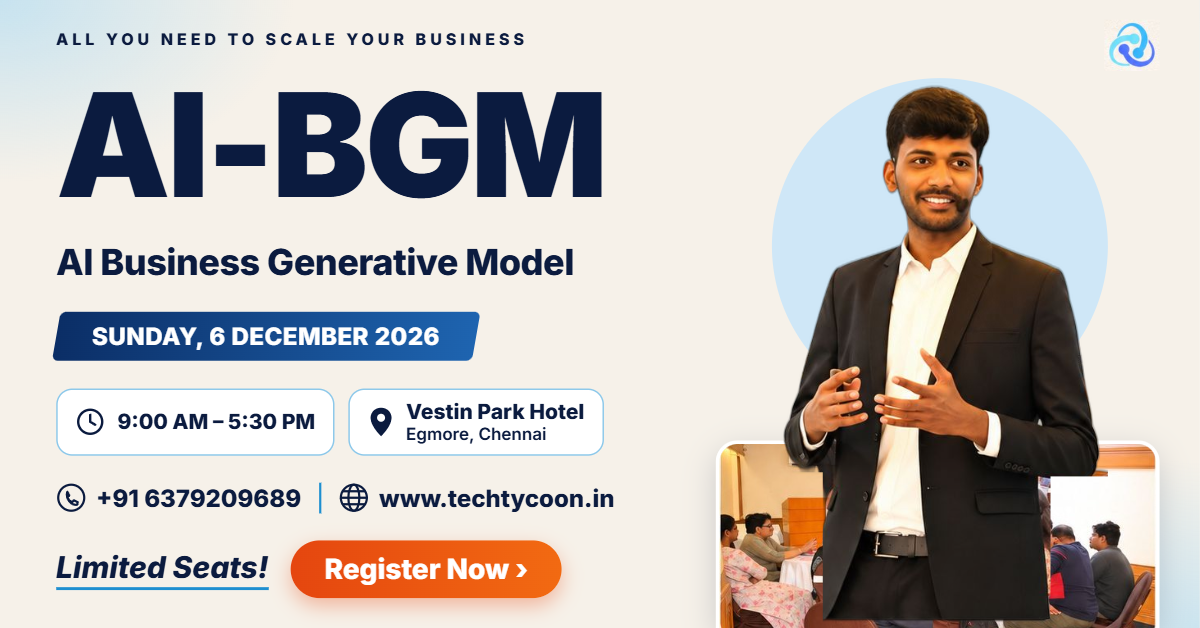 ALL YOU NEED TO SCALE YOUR BUSINESS
AI-BGM
AI Business Generative Model
SUNDAY, 6 DECEMBER 2026
9:00 AM – 5:30 PM
Vestin Park Hotel
Egmore, Chennai
+91 6379209689
www.techtycoon.in
Limited Seats!
Register Now ›